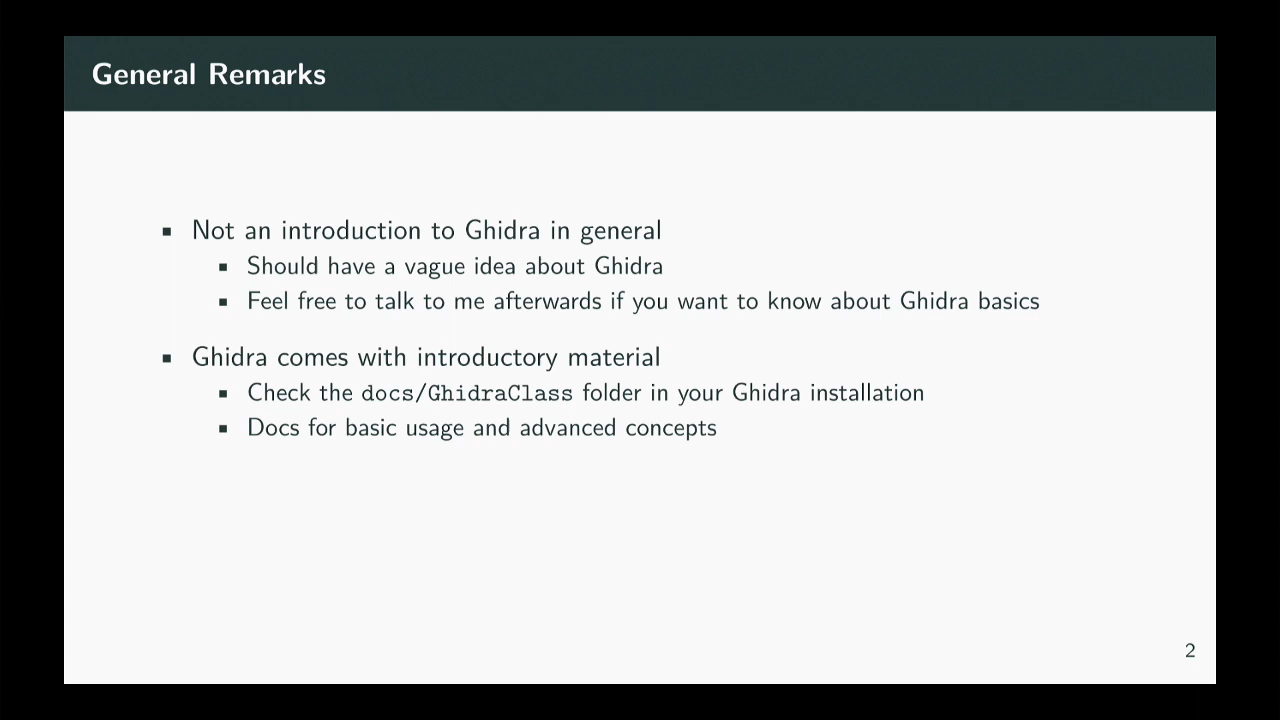 General Remarks
▪ Not an introduction to Ghidra in general
▪ Should have a vague idea about Ghidra
▪ Feel free to talk to me afterwards if you want to know about Ghidra basics
▪ Ghidra comes with introductory material
▪ Check the docs/GhidraClass folder in your Ghidra installation
▪ Docs for basic usage and advanced concepts
2